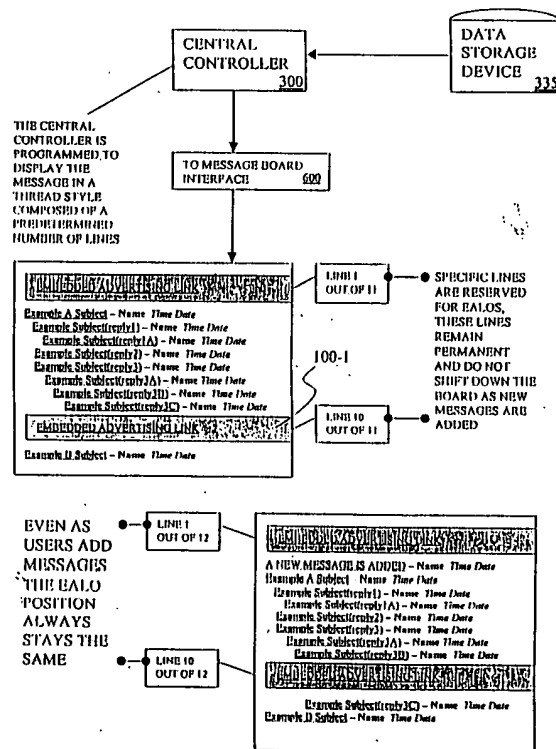 CENTRAL
CONTROLLER
300
DATA
STORAGE
DEVICE
335
THE CENTRAL
CONTROLLER IS
PROGRAMMED TO
DISPLAY THE
MESSAGE IN A
THREAD STYLE
COMPOSED OF A
PREDETERMINED
NUMBER OF LINES
TO MESSAGE BOARD
INTERFACE 600
EMBEDDED ADVERTISING LINK
Example A Subject – Name Time Date
Example Subject(reply1) – Name Time Date
Example Subject(reply1A) – Name Time Date
Example Subject(reply2) – Name Time Date
Example Subject(reply3) – Name Time Date
Example Subject(reply3A) – Name Time Date
Example Subject(reply3B) – Name Time Date
Example Subject(reply3C) – Name Time Date
EMBEDDED ADVERTISING LINK
Example D Subject – Name Time Date
LINE 1
OUT OF 11
100-1
LINE 10
OUT OF 11
SPECIFIC LINES
ARE RESERVED
FOR EALOS,
THESE LINES
REMAIN
PERMANENT
AND DO NOT
SHIFT DOWN THE
BOARD AS NEW
MESSAGES ARE
ADDED
EVEN AS
USERS ADD
MESSAGES
THE EALO
POSITION
ALWAYS
STAYS THE
SAME
LINE 1
OUT OF 12
LINE 10
OUT OF 12
EMBEDDED ADVERTISING LINK
A NEW MESSAGE IS ADDED – Name Time Date
Example A Subject – Name Time Date
Example Subject(reply1) – Name Time Date
Example Subject(reply1A) – Name Time Date
Example Subject(reply2) – Name Time Date
Example Subject(reply3) – Name Time Date
Example Subject(reply3A) – Name Time Date
Example Subject(reply3B) – Name Time Date
EMBEDDED ADVERTISING LINK
Example Subject(reply3C) – Name Time Date
Example D Subject – Name Time Date